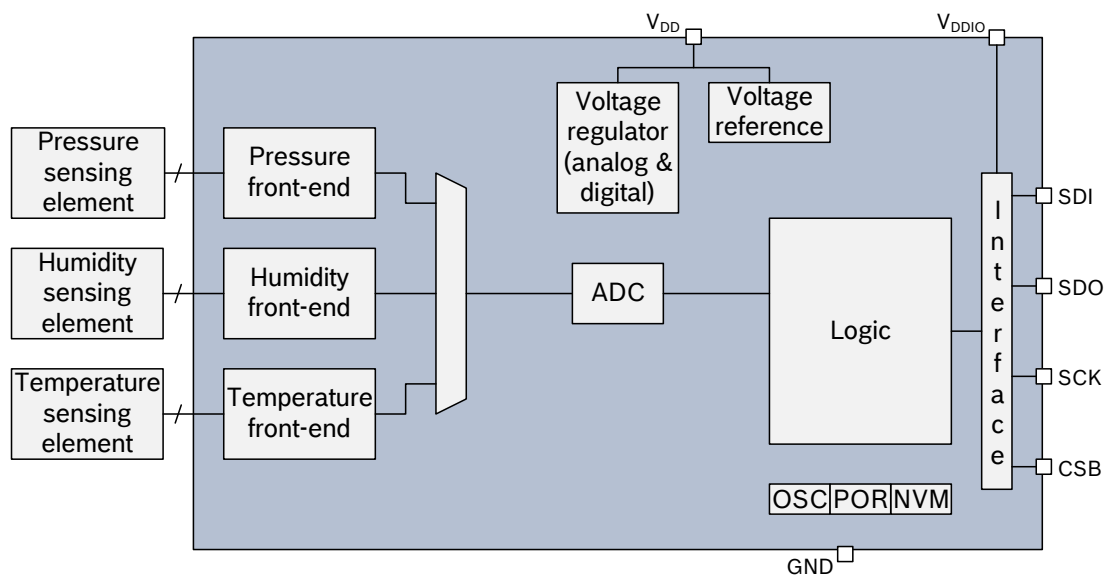 VDD
VDDIO
Voltage
regulator
(analog &
digital)
Voltage
reference
Pressure
sensing
element
Pressure
front-end
Humidity
sensing
element
Humidity
front-end
Temperature
sensing
element
Temperature
front-end
ADC
Logic
OSC POR NVM
Interface
SDI
SDO
SCK
CSB
GND